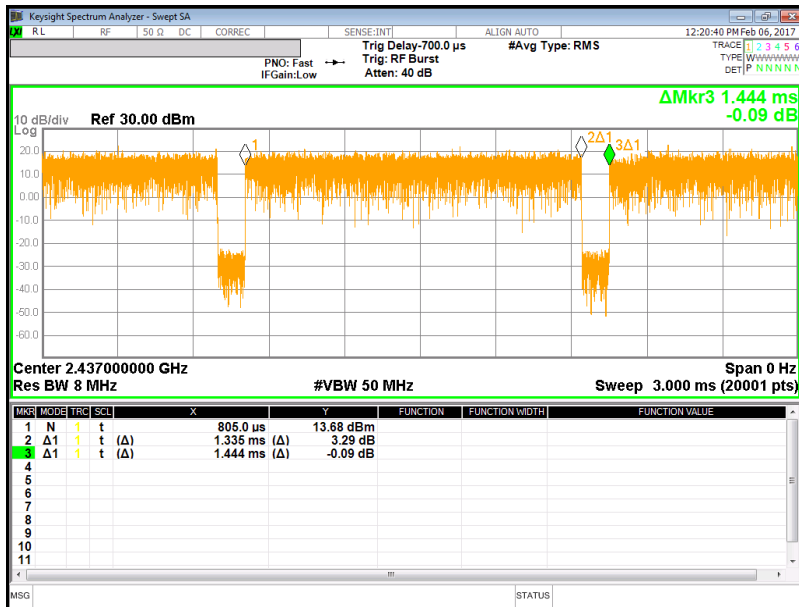 Keysight Spectrum Analyzer - Swept SA
LXI RL RF 50 Ω DC CORREC SENSE:INT ALIGN AUTO 12:20:40 PM Feb 06, 2017
Trig Delay-700.0 µs #Avg Type: RMS TRACE 1 2 3 4 5 6
PNO: Fast Trig: RF Burst TYPE WWWWWWW
IFGain:Low Atten: 40 dB DET P N N N N N
ΔMkr3 1.444 ms
-0.09 dB
10 dB/div Ref 30.00 dBm
Log
1 2Δ1 3Δ1
20.0
10.0
0.00
-10.0
-20.0
-30.0
-40.0
-50.0
-60.0
Center 2.437000000 GHz Span 0 Hz
Res BW 8 MHz #VBW 50 MHz Sweep 3.000 ms (20001 pts)
MKR MODE TRC SCL X Y FUNCTION FUNCTION WIDTH FUNCTION VALUE
1 N 1 t 805.0 µs 13.68 dBm
2 Δ1 1 t (Δ) 1.335 ms (Δ) 3.29 dB
3 Δ1 1 t (Δ) 1.444 ms (Δ) -0.09 dB
4
5
6
7
8
9
10
11
MSG STATUS